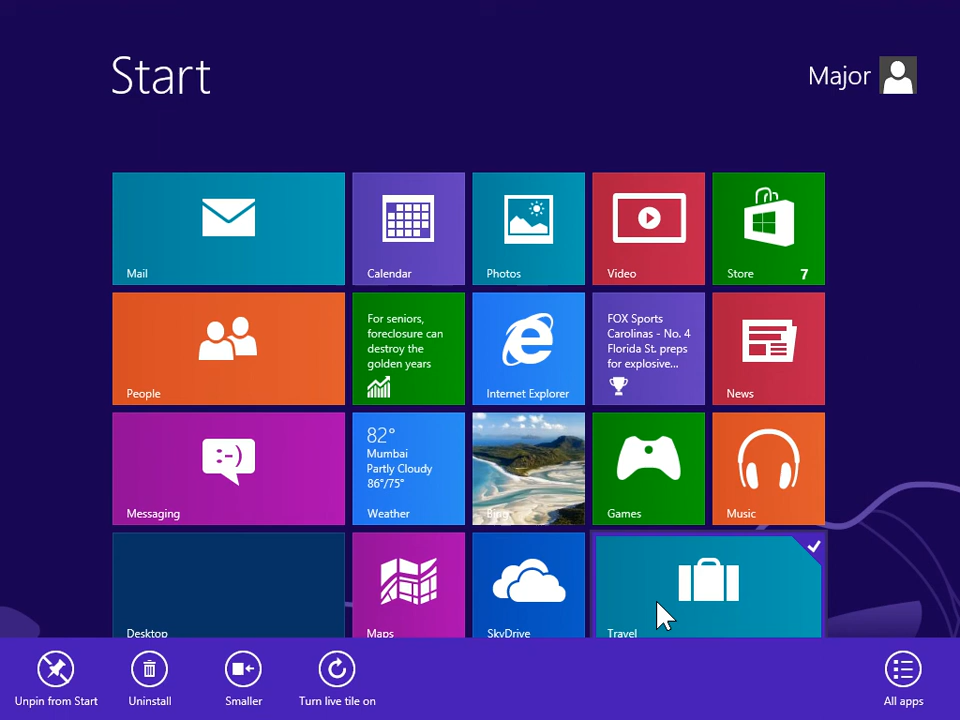 Start
Major
Mail
Calendar
Photos
Video
Store 7
People
For seniors,
foreclosure can
destroy the
golden years
Internet Explorer
FOX Sports
Carolinas - No. 4
Florida St. preps
for explosive...
News
Messaging
:-)
82°
Mumbai
Partly Cloudy
86°/75°
Weather
Bing
Games
Music
Desktop
Maps
SkyDrive
Travel
Unpin from Start
Uninstall
Smaller
Turn live tile on
All apps